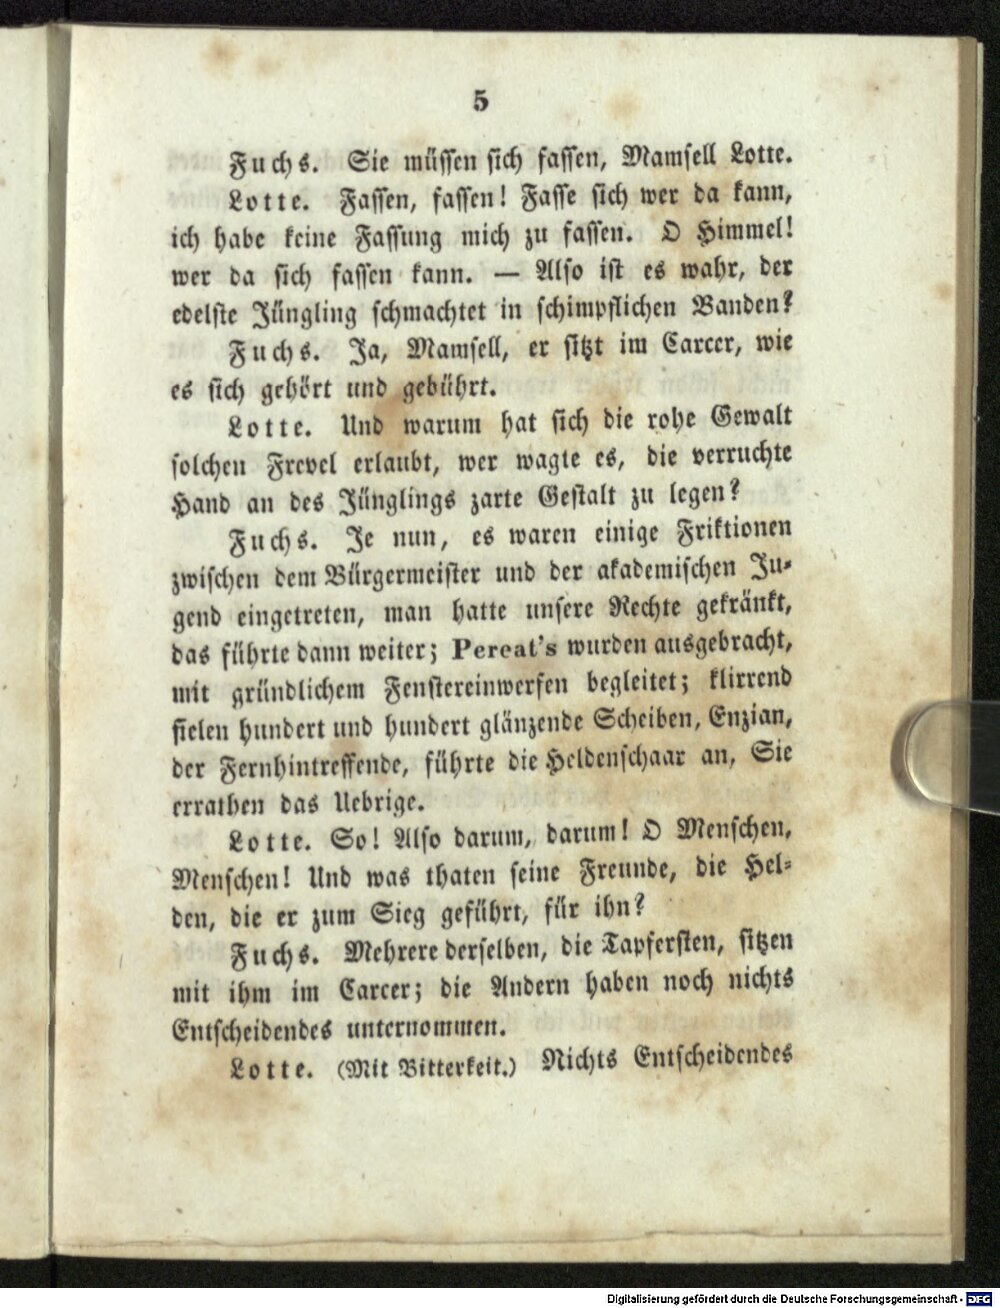 5
Fuchs. Sie müssen sich fassen, Mamsell Lotte.
Lotte. Fassen, fassen! Fasse sich wer da kann,
ich habe keine Fassung mich zu fassen. O Himmel!
wer da sich fassen kann. — Also ist es wahr, der
edelste Jüngling schmachtet in schimpflichen Banden?
Fuchs. Ja, Mamsell, er sitzt im Carcer, wie
es sich gehört und gebührt.
Lotte. Und warum hat sich die rohe Gewalt
solchen Frevel erlaubt, wer wagte es, die verruchte
Hand an des Jünglings zarte Gestalt zu legen?
Fuchs. Je nun, es waren einige Friktionen
zwischen dem Bürgermeister und der akademischen Ju-
gend eingetreten, man hatte unsere Rechte gekränkt,
das führte dann weiter; Pereat's wurden ausgebracht,
mit gründlichem Fenstereinwerfen begleitet; klirrend
fielen hundert und hundert glänzende Scheiben, Enzian,
der Fernhintreffende, führte die Heldenschaar an, Sie
errathen das Uebrige.
Lotte. So! Also darum, darum! O Menschen,
Menschen! Und was thaten seine Freunde, die Hel-
den, die er zum Sieg geführt, für ihn?
Fuchs. Mehrere derselben, die Tapfersten, sitzen
mit ihm im Carcer; die Andern haben noch nichts
Entscheidendes unternommen.
Lotte. (Mit Bitterkeit.) Nichts Entscheidendes
Digitalisierung gefördert durch die Deutsche Forschungsgemeinschaft - DFG